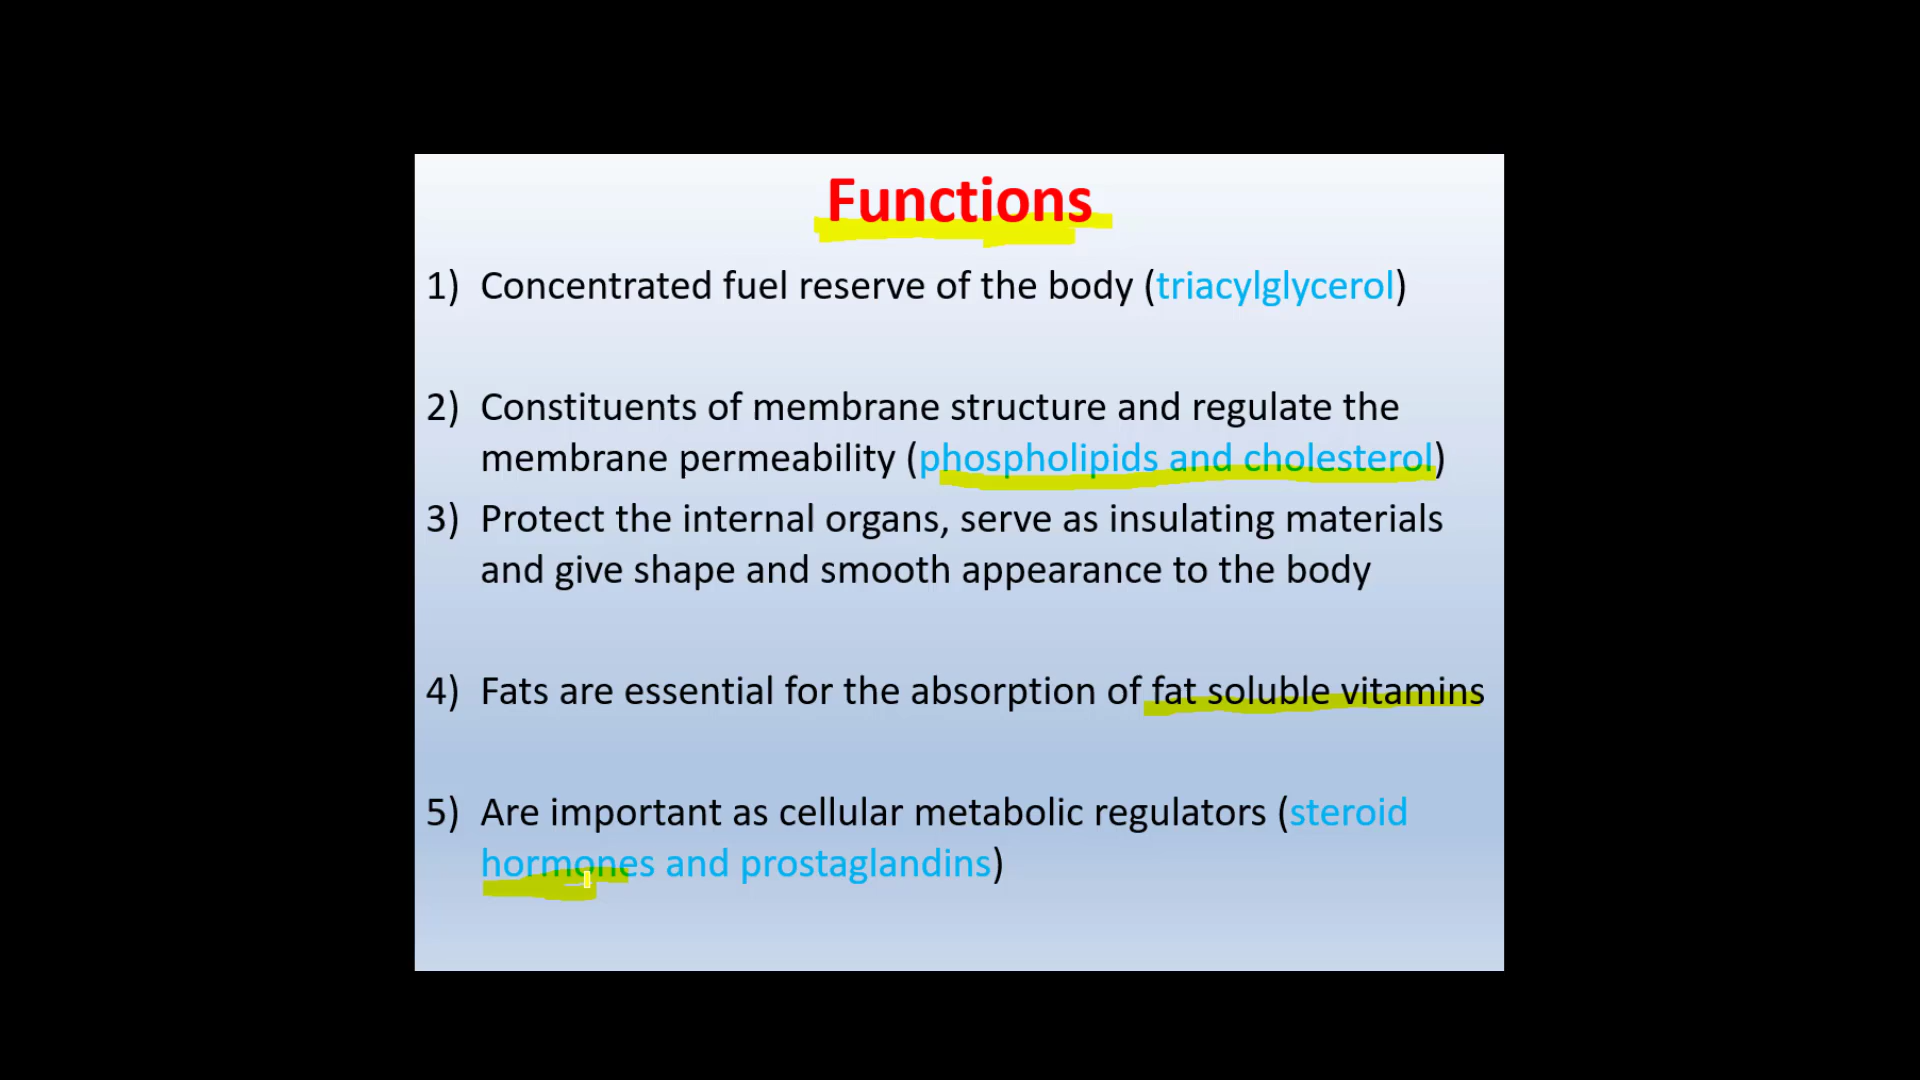 Functions
1) Concentrated fuel reserve of the body (triacylglycerol)
2) Constituents of membrane structure and regulate the
membrane permeability (phospholipids and cholesterol)
3) Protect the internal organs, serve as insulating materials
and give shape and smooth appearance to the body
4) Fats are essential for the absorption of fat soluble vitamins
5) Are important as cellular metabolic regulators (steroid
hormones and prostaglandins)